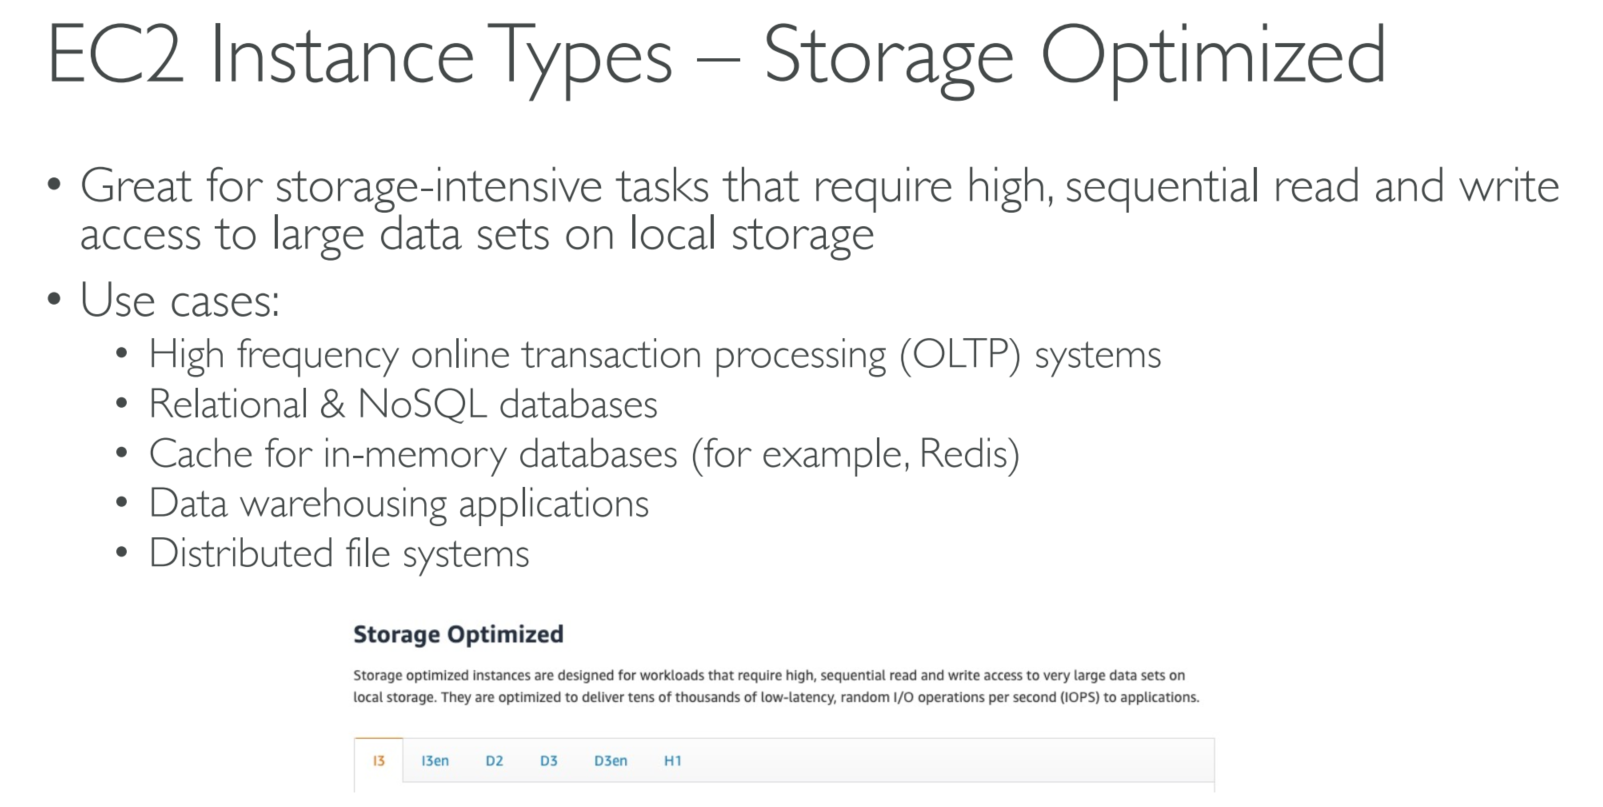 EC2 Instance Types – Storage Optimized
• Great for storage-intensive tasks that require high, sequential read and write
access to large data sets on local storage
• Use cases:
• High frequency online transaction processing (OLTP) systems
• Relational & NoSQL databases
• Cache for in-memory databases (for example, Redis)
• Data warehousing applications
• Distributed file systems
Storage Optimized
Storage optimized instances are designed for workloads that require high, sequential read and write access to very large data sets on
local storage. They are optimized to deliver tens of thousands of low-latency, random I/O operations per second (IOPS) to applications.
I3 I3en D2 D3 D3en H1